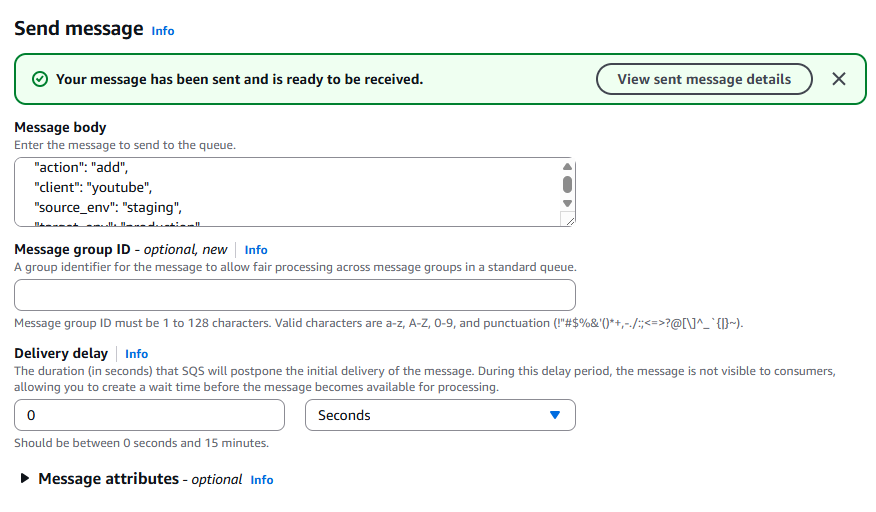 Send message Info
Your message has been sent and is ready to be received.
View sent message details
Message body
Enter the message to send to the queue.
"action": "add",
"client": "youtube",
"source_env": "staging",
"target_env": "production"
Message group ID - optional, new Info
A group identifier for the message to allow fair processing across message groups in a standard queue.
Message group ID must be 1 to 128 characters. Valid characters are a-z, A-Z, 0-9, and punctuation (!"#$%&'()*+,-./:;<=>?@[\]^_`{|}~).
Delivery delay Info
The duration (in seconds) that SQS will postpone the initial delivery of the message. During this delay period, the message is not visible to consumers,
allowing you to create a wait time before the message becomes available for processing.
0
Seconds
Should be between 0 seconds and 15 minutes.
Message attributes - optional Info